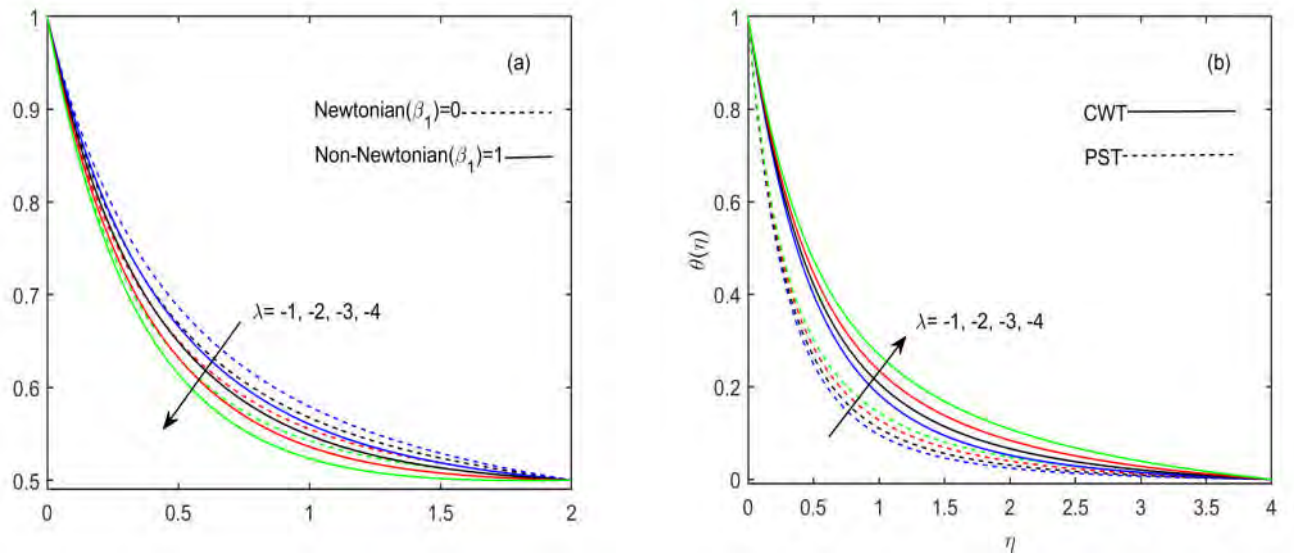 (a)
Newtonian(β₁)=0
Non-Newtonian(β₁)=1
λ= -1, -2, -3, -4
1
0.9
0.8
0.7
0.6
0.5
0 0.5 1 1.5 2
(b)
CWT
PST
λ= -1, -2, -3, -4
θ(η)
1
0.8
0.6
0.4
0.2
0
0 0.5 1 1.5 2 2.5 3 3.5 4
η